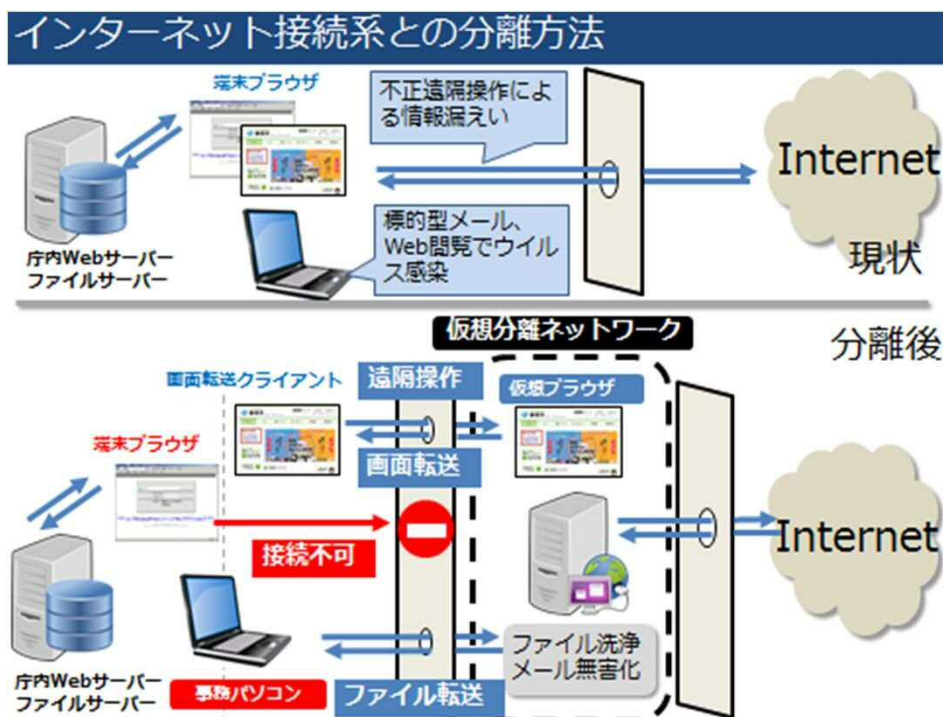 インターネット接続系との分離方法
端末ブラウザ
不正遠隔操作によ
る情報漏えい
Internet
標的型メール、
Web閲覧でウイル
ス感染
庁内Webサーバー
ファイルサーバー
現状
仮想分離ネットワーク
分離後
画面転送クライアント
遠隔操作
仮想ブラウザ
端末ブラウザ
画面転送
接続不可
Internet
ファイル洗浄
メール無害化
庁内Webサーバー
ファイルサーバー
事務パソコン
ファイル転送